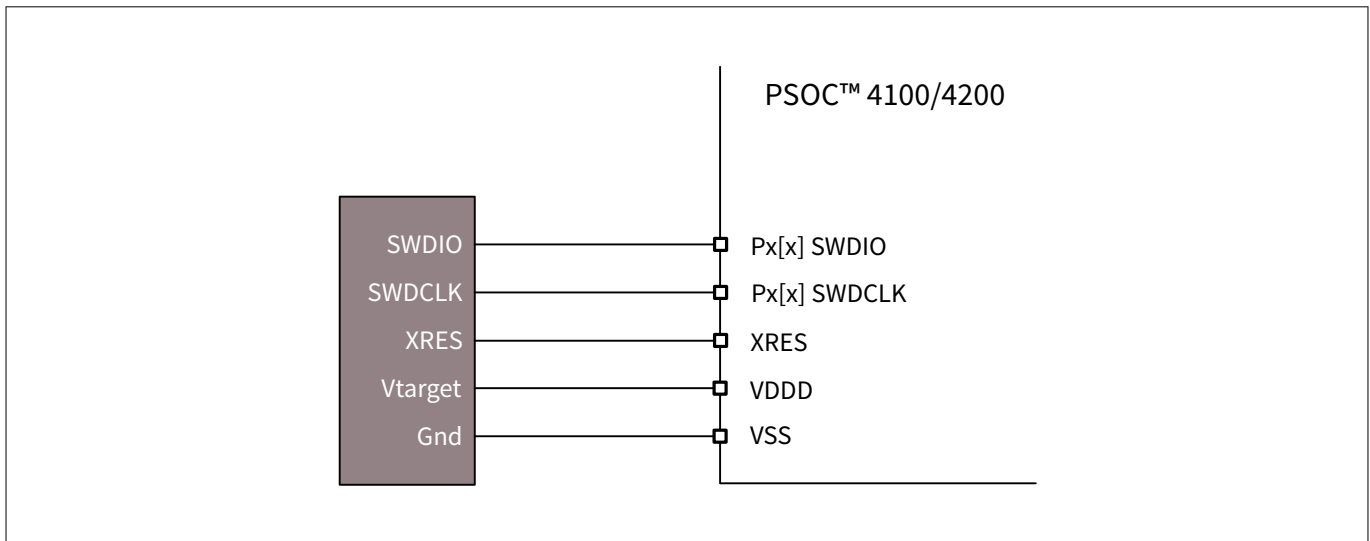 PSOC™ 4100/4200
SWDIO Px[x] SWDIO
SWDCLK Px[x] SWDCLK
XRES XRES
Vtarget VDDD
Gnd VSS